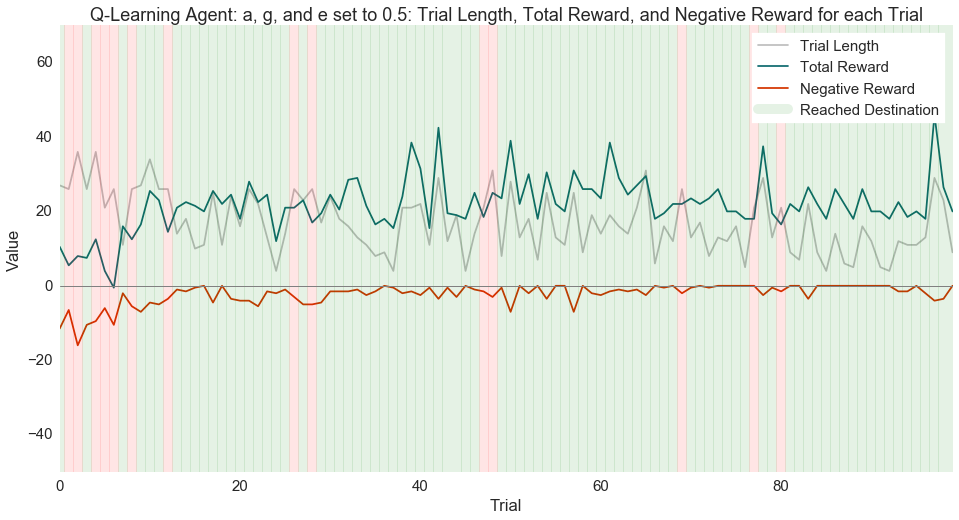 Q-Learning Agent: a, g, and e set to 0.5: Trial Length, Total Reward, and Negative Reward for each Trial
60
40
20
0
−20
−40
Value
Trial Length
Total Reward
Negative Reward
Reached Destination
0
20
40
60
80
Trial